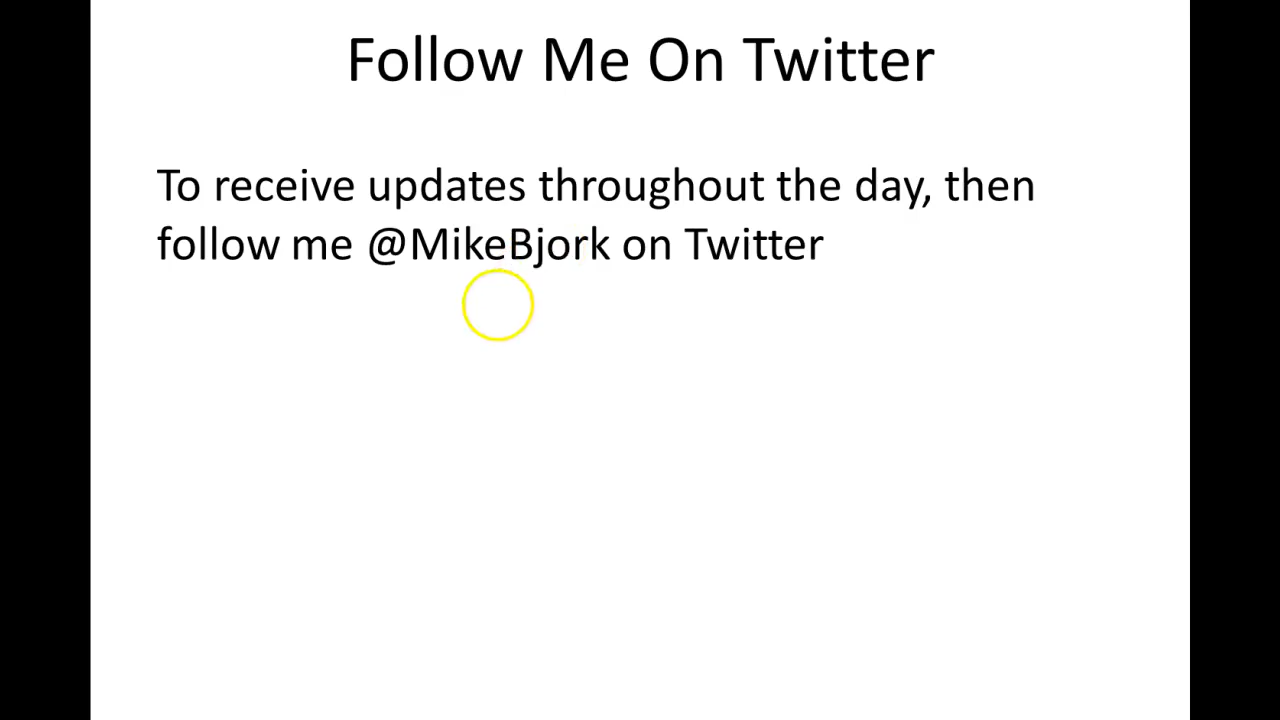 Follow Me On Twitter
To receive updates throughout the day, then
follow me @MikeBjork on Twitter